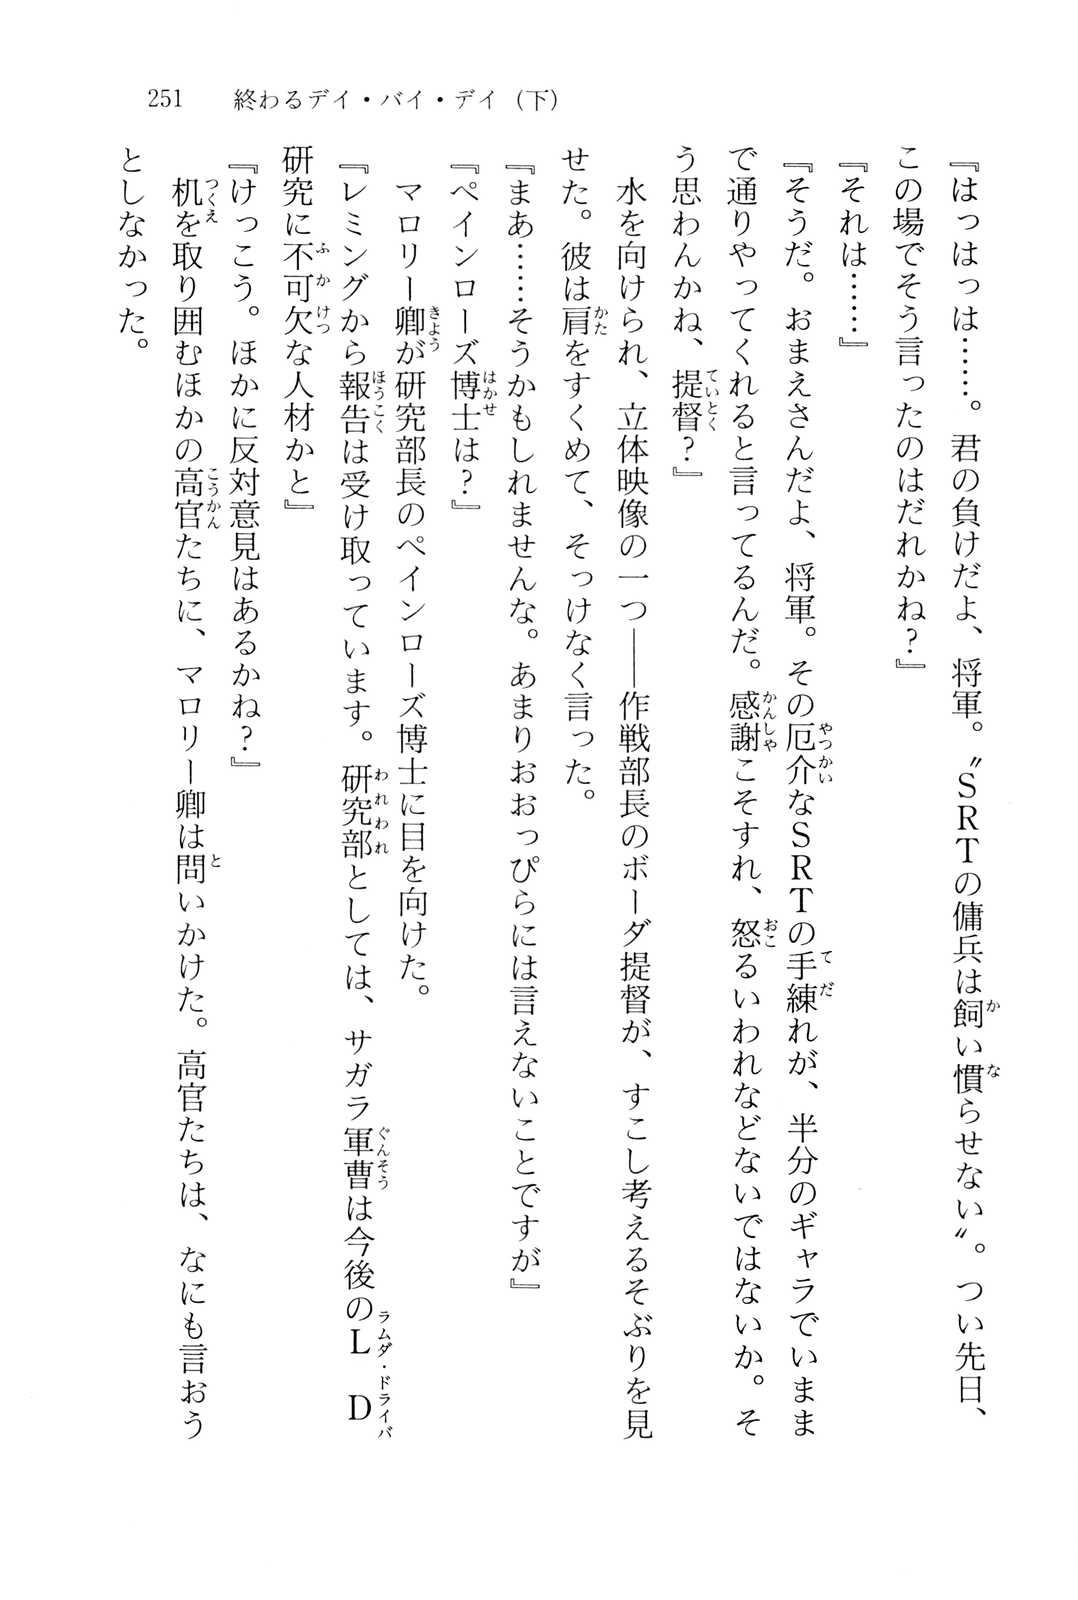 251　終わるデイ・バイ・デイ（下）
『はっはっは……。君の負けだよ、将軍。〝SRTの傭兵は飼い慣らせない〟。つい先日、
この場でそう言ったのはだれかね？』
『それは……』
『そうだ。おまえさんだよ、将軍。その厄介なSRTの手練れが、半分のギャラでいまま
で通りやってくれると言ってるんだ。感謝こそすれ、怒るいわれなどないではないか。そ
う思わんかね、提督？』
水を向けられ、立体映像の一つ――作戦部長のボーダ提督が、すこし考えるそぶりを見
せた。彼は肩をすくめて、そっけなく言った。
『まあ……そうかもしれませんな。あまりおおっぴらには言えないことですが』
『ペインローズ博士は？』
マロリー卿が研究部長のペインローズ博士に目を向けた。
『レミングから報告は受け取っています。研究部としては、サガラ軍曹は今後のLD
研究に不可欠な人材かと』
『けっこう。ほかに反対意見はあるかね？』
机を取り囲むほかの高官たちに、マロリー卿は問いかけた。高官たちは、なにも言おう
としなかった。